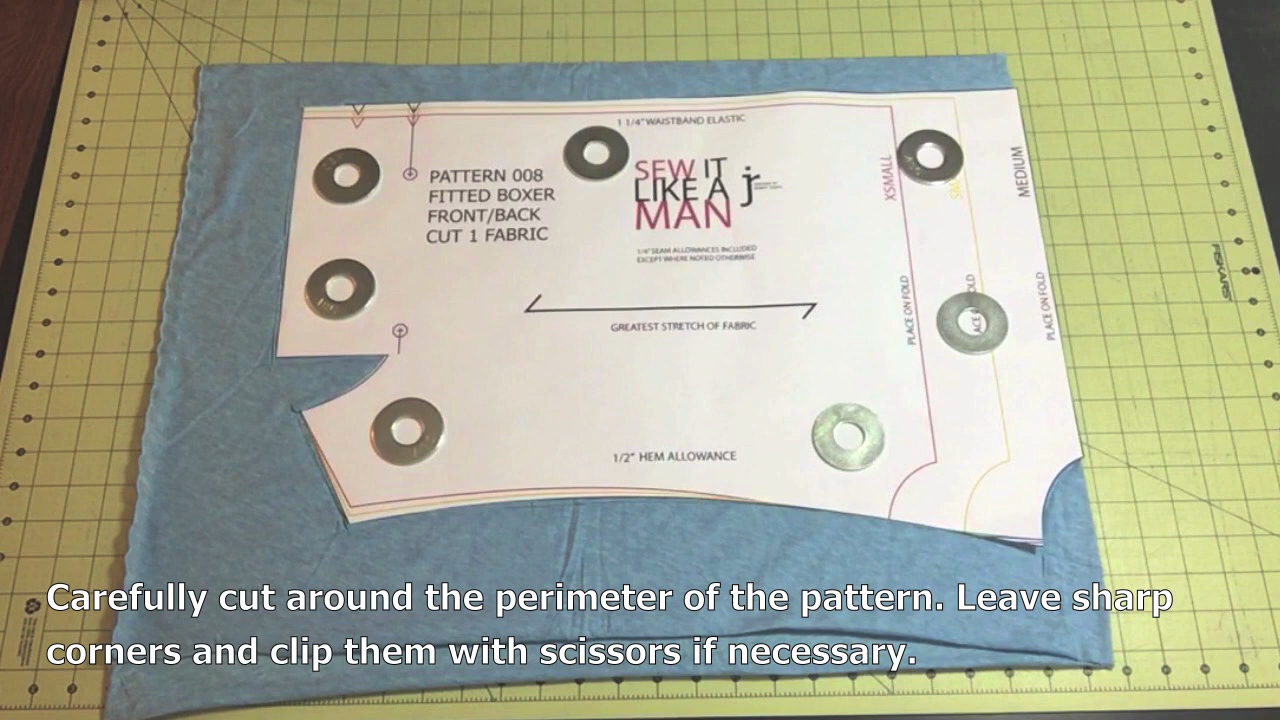 1 1/4" WAISTBAND ELASTIC
PATTERN 008
FITTED BOXER
FRONT/BACK
CUT 1 FABRIC
SEW IT
LIKE A
MAN
jr
1/4" SEAM ALLOWANCES INCLUDED
EXCEPT WHERE NOTED OTHERWISE
XSMALL
MEDIUM
PLACE ON FOLD
PLACE ON FOLD
GREATEST STRETCH OF FABRIC
1/2" HEM ALLOWANCE
FISKARS
Carefully cut around the perimeter of the pattern. Leave sharp
corners and clip them with scissors if necessary.